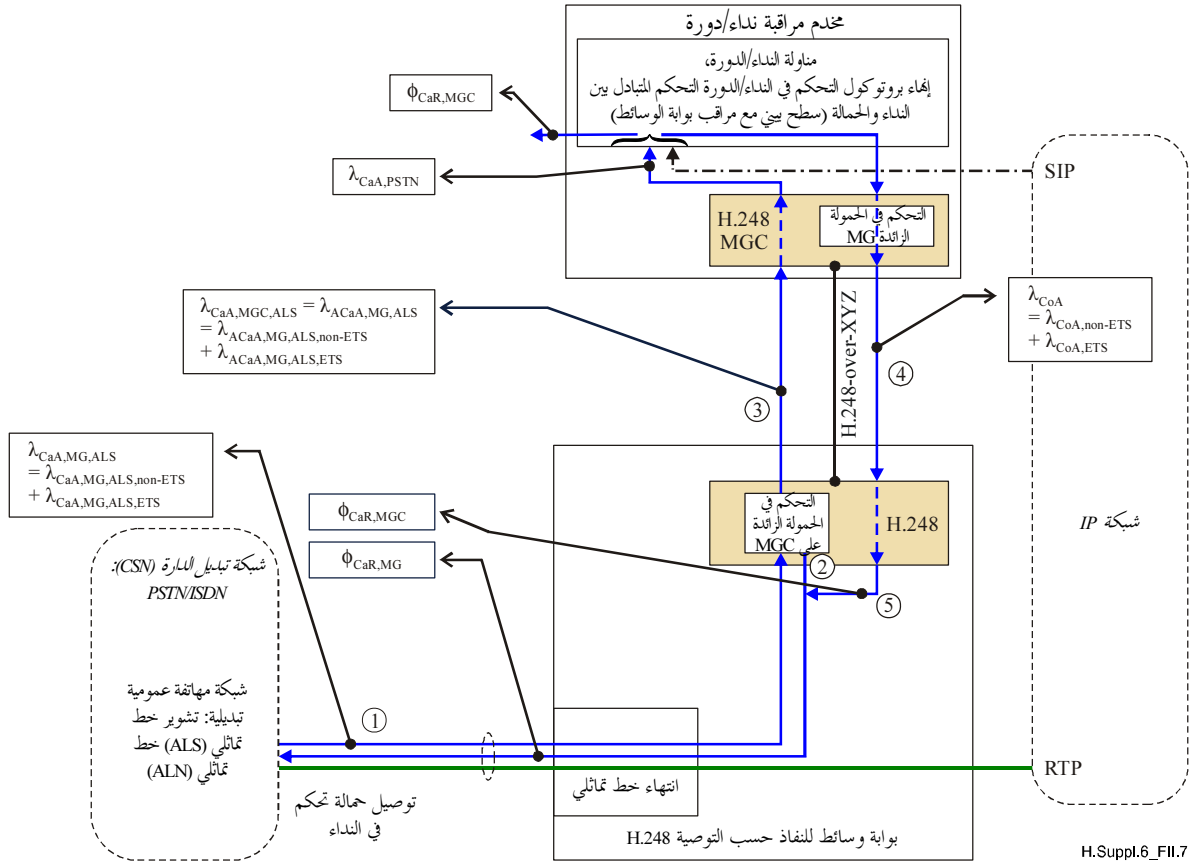 مخدم مراقبة نداء/دورة
مناولة النداء/الدورة،
إنهاء بروتوكول التحكم في النداء/الدورة التحكم المتبادل بين
النداء والحمالة (سطح بيني مع مراقب بوابة الوسائط)
ϕCaR,MGC
λCaA,PSTN
SIP
H.248
MGC
التحكم في الحمولة
الزائدة MG
λCaA,MGC,ALS = λACaA,MG,ALS
= λACaA,MG,ALS,non-ETS
+ λACaA,MG,ALS,ETS
λCoA
= λCoA,non-ETS
+ λCoA,ETS
H.248-over-XYZ
④
③
λCaA,MG,ALS
= λCaA,MG,ALS,non-ETS
+ λCaA,MG,ALS,ETS
ϕCaR,MGC
ϕCaR,MG
التحكم في
الحمولة الزائدة
على MGC
H.248
②
⑤
شبكة IP
شبكة تبديل الدارة (CSN):
PSTN/ISDN
شبكة مهاتفة عمومية
تبديلية: تشوير خط
تماثلي (ALS) خط
تماثلي (ALN)
①
RTP
انتهاء خط تماثلي
توصيل حمالة تحكم
في النداء
بوابة وسائط للنفاذ حسب التوصية H.248
H.Suppl.6_FII.7